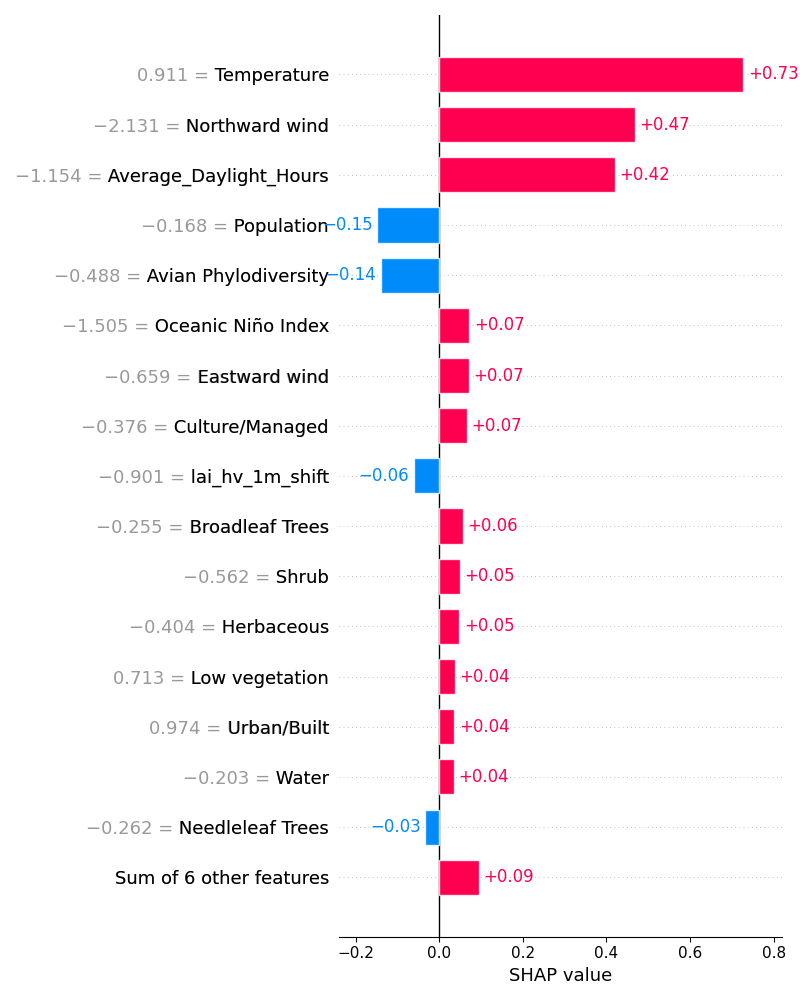 0.911 = Temperature +0.73
−2.131 = Northward wind +0.47
−1.154 = Average_Daylight_Hours +0.42
−0.168 = Population −0.15
−0.488 = Avian Phylodiversity −0.14
−1.505 = Oceanic Niño Index +0.07
−0.659 = Eastward wind +0.07
−0.376 = Culture/Managed +0.07
−0.901 = lai_hv_1m_shift −0.06
−0.255 = Broadleaf Trees +0.06
−0.562 = Shrub +0.05
−0.404 = Herbaceous +0.05
0.713 = Low vegetation +0.04
0.974 = Urban/Built +0.04
−0.203 = Water +0.04
−0.262 = Needleleaf Trees −0.03
Sum of 6 other features +0.09
−0.2 0.0 0.2 0.4 0.6 0.8
SHAP value